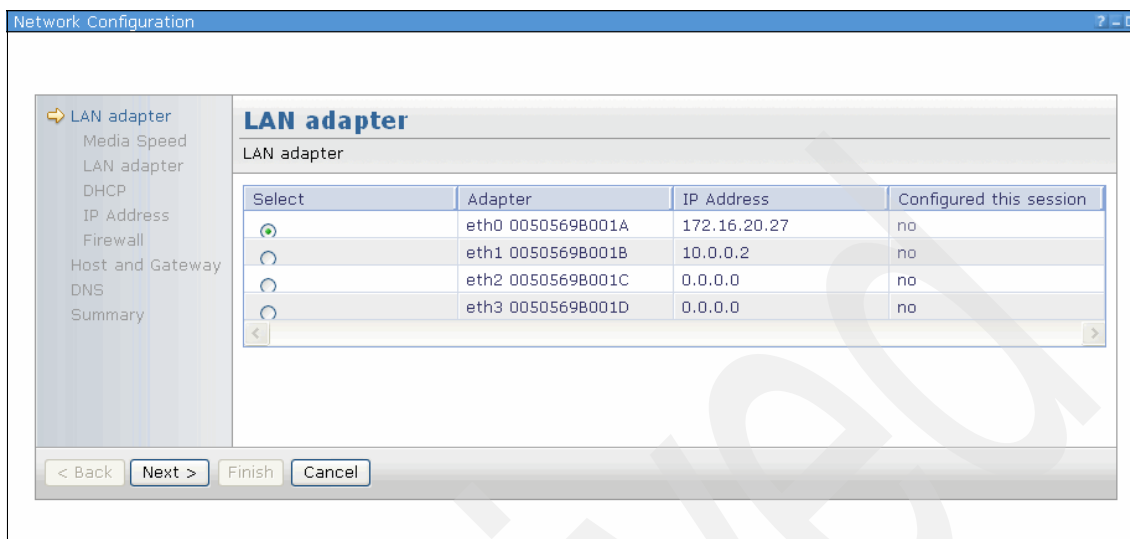 Network Configuration ? –
LAN adapter
Media Speed
LAN adapter
DHCP
IP Address
Firewall
Host and Gateway
DNS
Summary
LAN adapter
LAN adapter
Select Adapter IP Address Configured this session
eth0 0050569B001A 172.16.20.27 no
eth1 0050569B001B 10.0.0.2 no
eth2 0050569B001C 0.0.0.0 no
eth3 0050569B001D 0.0.0.0 no
< >
< Back Next > Finish Cancel